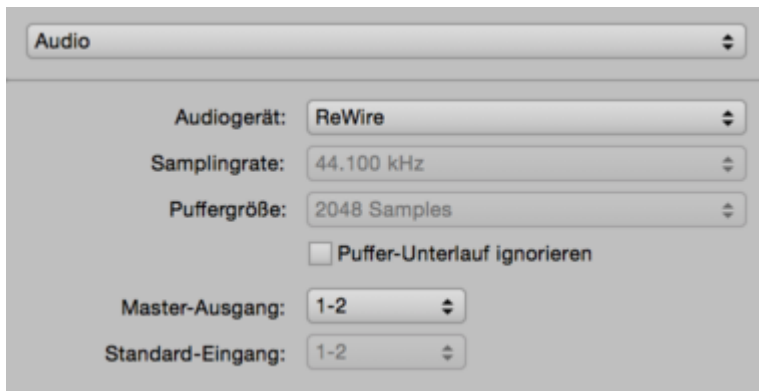 Audio
Audiogerät: ReWire
Samplingrate: 44.100 kHz
Puffergröße: 2048 Samples
Puffer-Unterlauf ignorieren
Master-Ausgang: 1-2
Standard-Eingang: 1-2